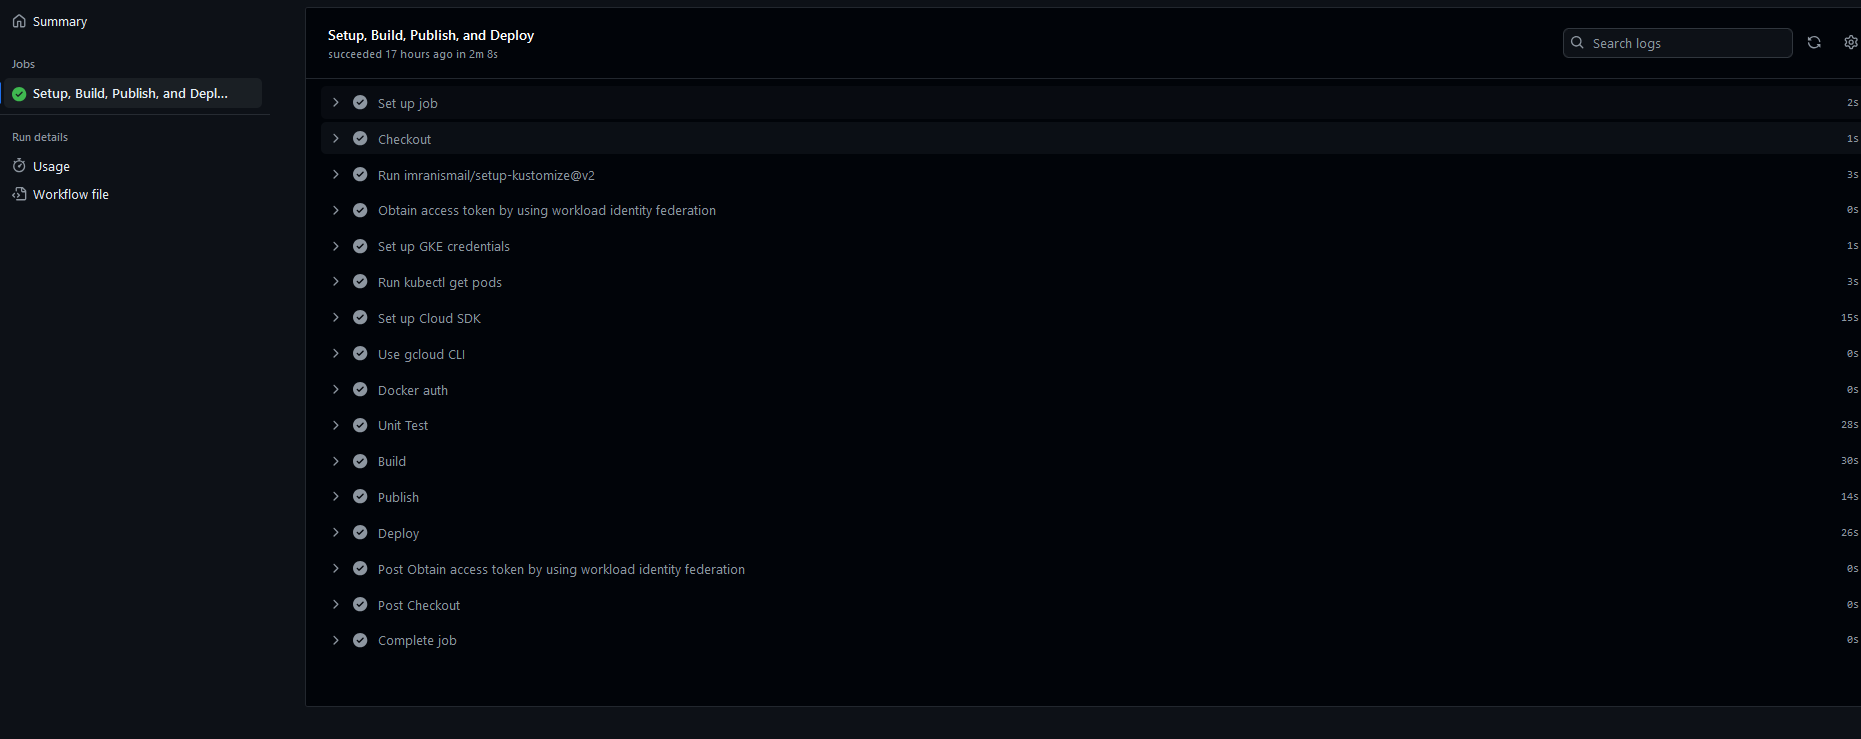 Summary
Jobs
Setup, Build, Publish, and Depl...
Run details
Usage
Workflow file
Setup, Build, Publish, and Deploy
succeeded 17 hours ago in 2m 8s
Search logs
Set up job 2s
Checkout 1s
Run imranismail/setup-kustomize@v2 3s
Obtain access token by using workload identity federation 0s
Set up GKE credentials 1s
Run kubectl get pods 3s
Set up Cloud SDK 15s
Use gcloud CLI 0s
Docker auth 0s
Unit Test 28s
Build 30s
Publish 14s
Deploy 26s
Post Obtain access token by using workload identity federation 0s
Post Checkout 0s
Complete job 0s